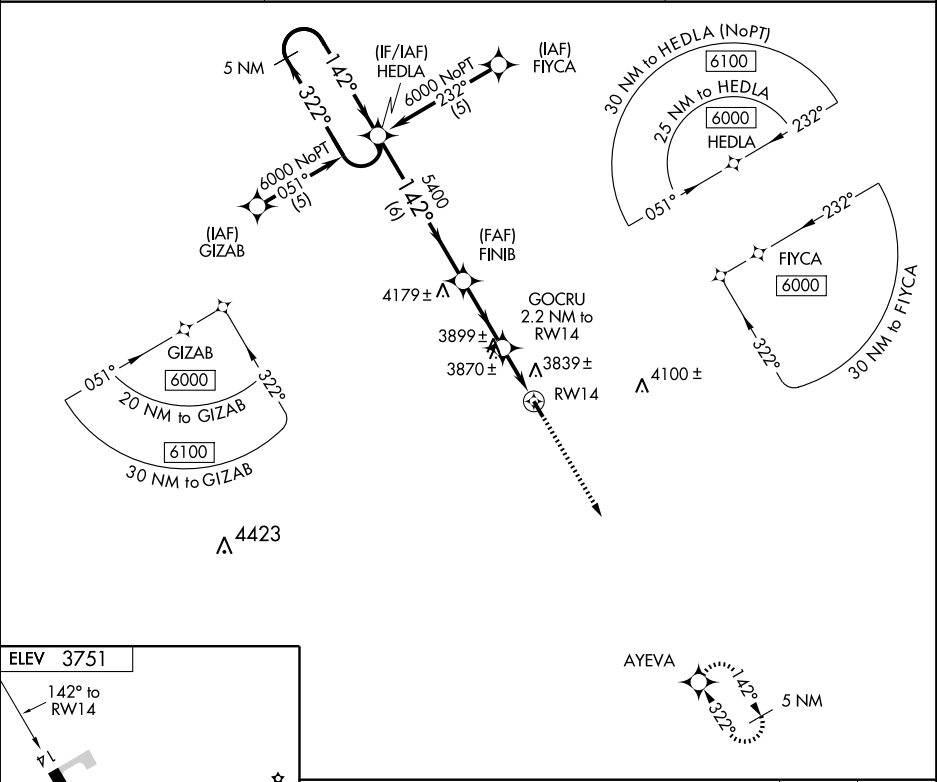 5 NM
142°
322°
(IF/IAF)
HEDLA
6000 NoPT
232°
(5)
(IAF)
FIYCA
6000 NoPT
051°
(5)
(IAF)
GIZAB
5400
142°
(6)
(FAF)
FINIB
4179 ±
GOCRU
2.2 NM to
RW14
3899 ±
3870 ±
3839 ±
RW14
4100 ±
30 NM to HEDLA (NoPT)
6100
25 NM to HEDLA
6000
HEDLA
232°
051°
232°
FIYCA
6000
322°
30 NM to FIYCA
GIZAB
6000
051°
322°
20 NM to GIZAB
6100
30 NM to GIZAB
4423
AYEVA
142°
322°
5 NM
ELEV 3751
142° to
RW14
14